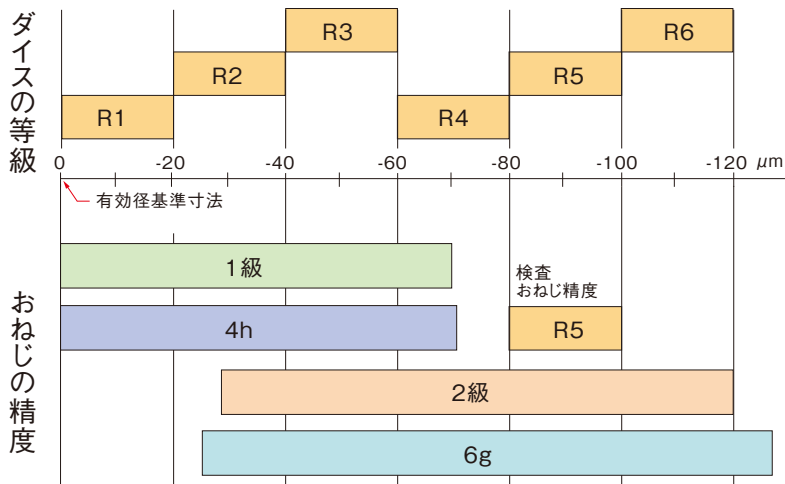 ダイスの等級
R3
R6
R2
R5
R1
R4
0
-20
-40
-60
-80
-100
-120
μm
有効径基準寸法
おねじの精度
1級
検査
おねじ精度
4h
R5
2級
6g